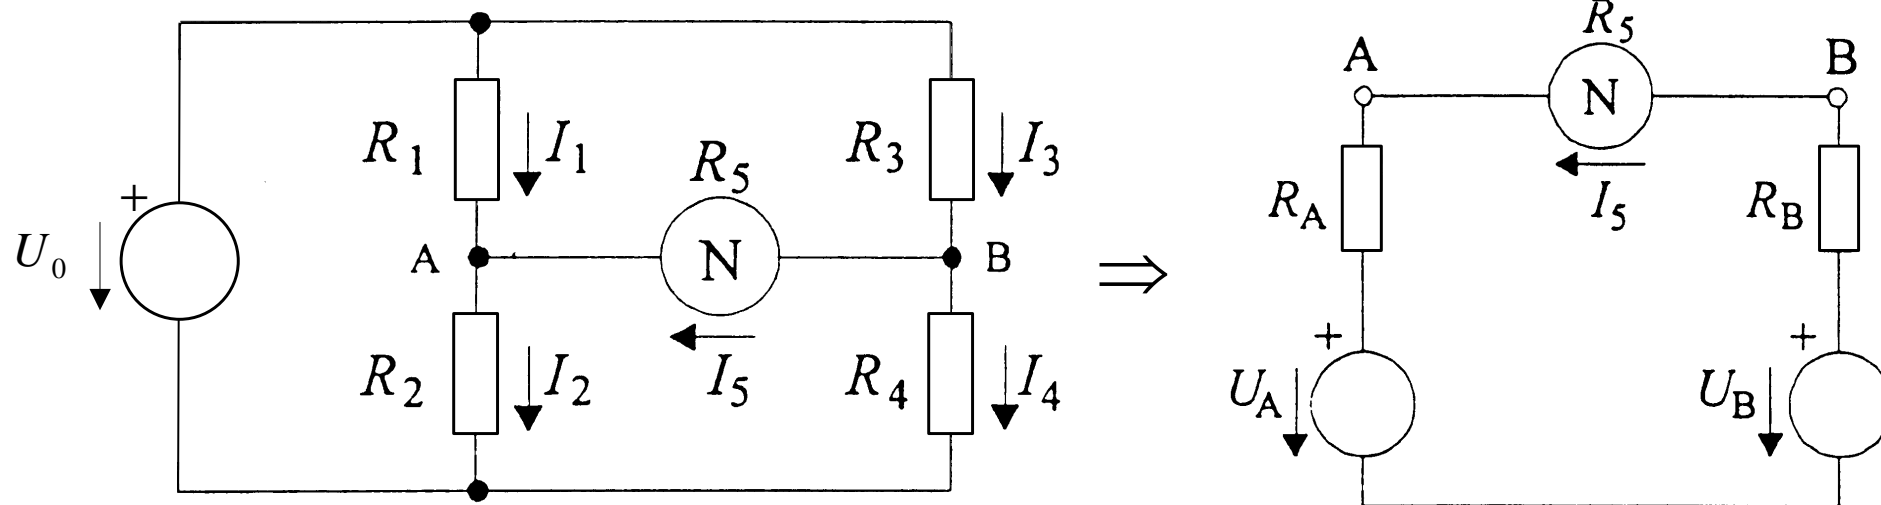 R5
A
B
N
R1
I1
R3
I3
R5
RA
I5
RB
+
U0
A
N
B
⇒
R2
I2
I5
R4
I4
+
+
UA
UB